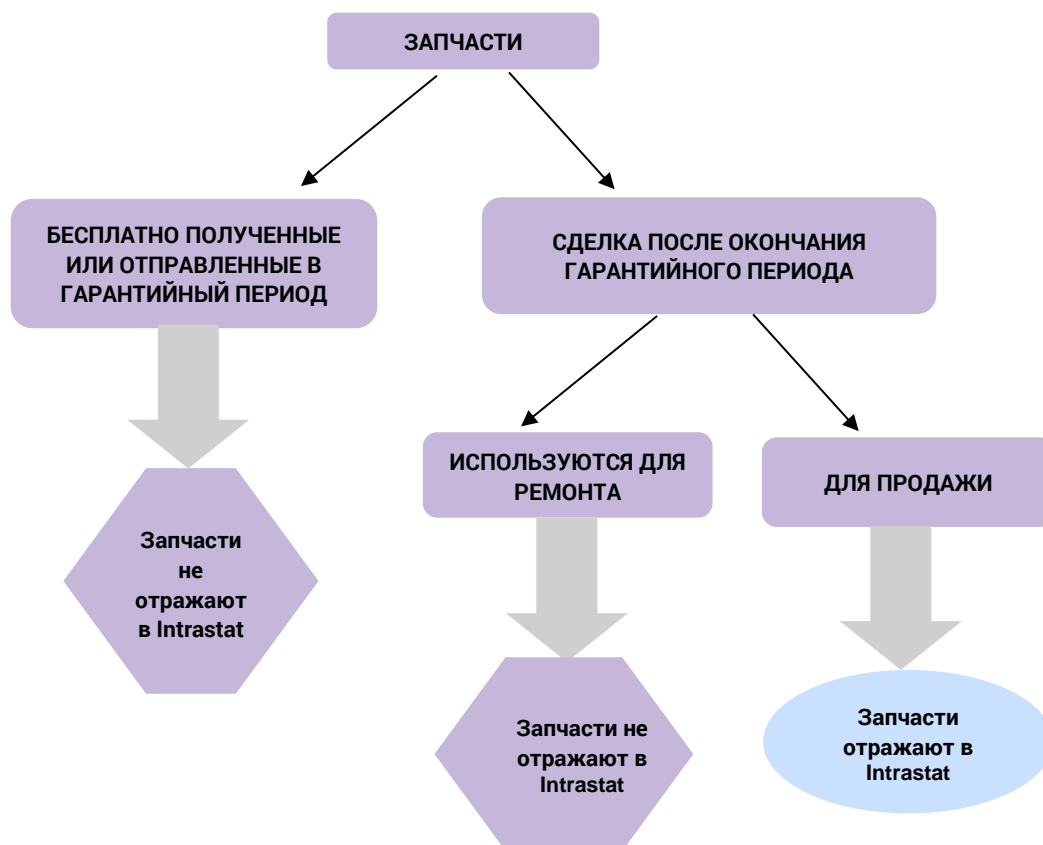 ЗАПЧАСТИ
БЕСПЛАТНО ПОЛУЧЕННЫЕ
ИЛИ ОТПРАВЛЕННЫЕ В
ГАРАНТИЙНЫЙ ПЕРИОД
СДЕЛКА ПОСЛЕ ОКОНЧАНИЯ
ГАРАНТИЙНОГО ПЕРИОДА
ИСПОЛЬЗУЮТСЯ ДЛЯ
РЕМОНТА
ДЛЯ ПРОДАЖИ
Запчасти
не
отражают
в Intrastat
Запчасти не
отражают в
Intrastat
Запчасти
отражают в
Intrastat